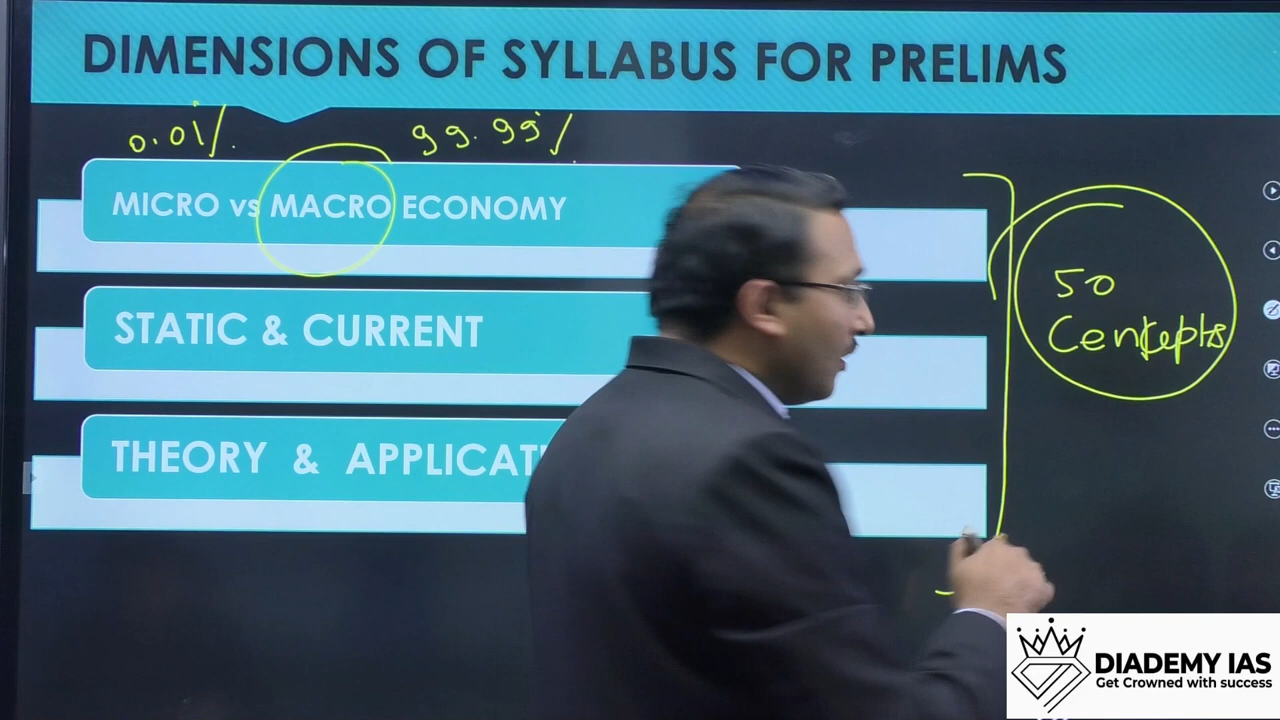 DIMENSIONS OF SYLLABUS FOR PRELIMS
0.01% 99.99%
MICRO vs MACRO ECONOMY
STATIC & CURRENT
THEORY & APPLICATI
50
Concepts
DIADEMY IAS
Get Crowned with success